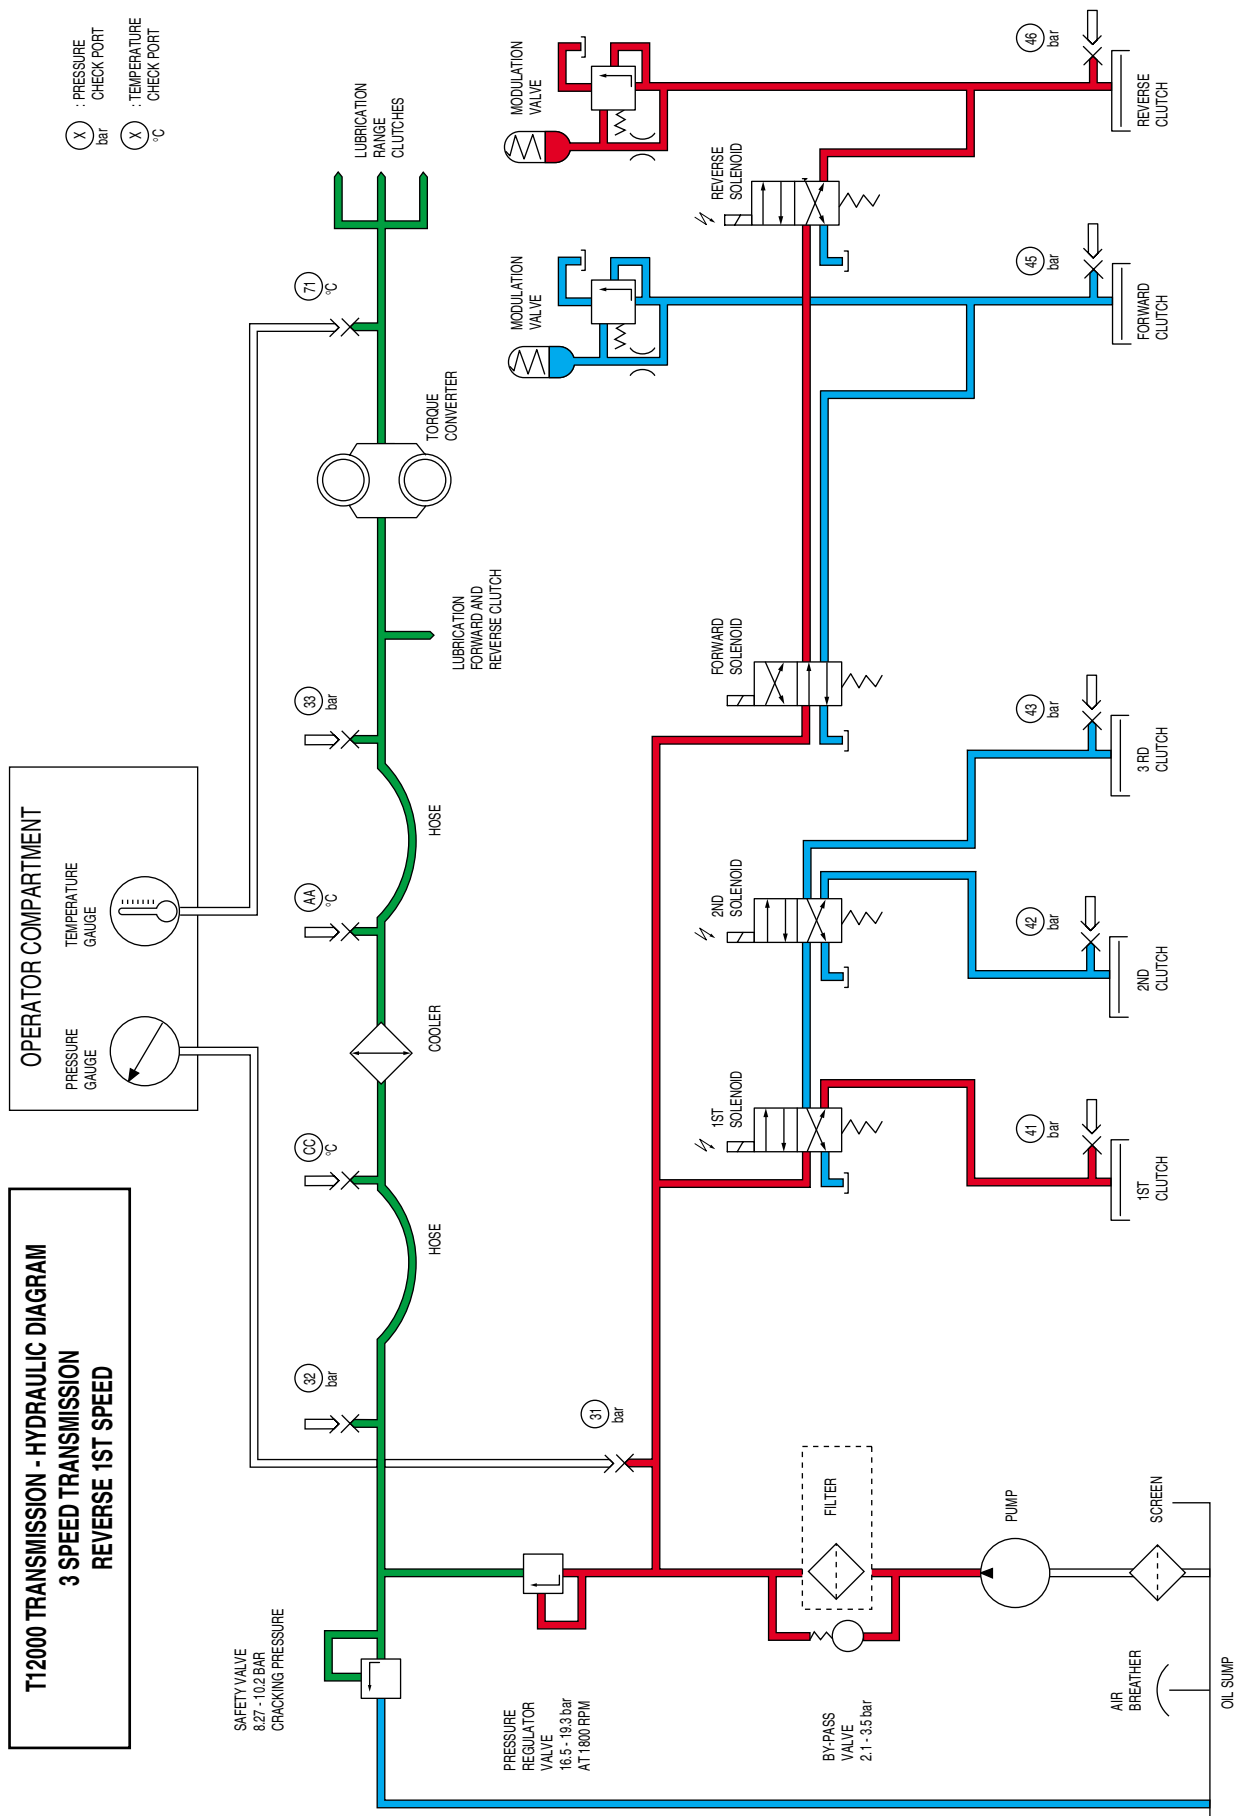 T12000 TRANSMISSION - HYDRAULIC DIAGRAM
3 SPEED TRANSMISSION
REVERSE 1ST SPEED
OPERATOR COMPARTMENT
PRESSURE
GAUGE
TEMPERATURE
GAUGE
X
bar
: PRESSURE
CHECK PORT
X
°C
: TEMPERATURE
CHECK PORT
SAFETY VALVE
8.27 - 10.2 BAR
CRACKING PRESSURE
32
bar
HOSE
CC
°C
COOLER
AA
°C
HOSE
33
bar
LUBRICATION
FORWARD AND
REVERSE CLUTCH
TORQUE
CONVERTER
71
°C
LUBRICATION
RANGE
CLUTCHES
PRESSURE
REGULATOR
VALVE
16.5 - 19.3 bar
AT 1800 RPM
31
bar
MODULATION
VALVE
MODULATION
VALVE
1ST
SOLENOID
2ND
SOLENOID
FORWARD
SOLENOID
REVERSE
SOLENOID
BY-PASS
VALVE
2.1 - 3.5 bar
FILTER
PUMP
SCREEN
AIR
BREATHER
OIL SUMP
41
bar
1ST
CLUTCH
42
bar
2ND
CLUTCH
43
bar
3 RD
CLUTCH
45
bar
FORWARD
CLUTCH
46
bar
REVERSE
CLUTCH